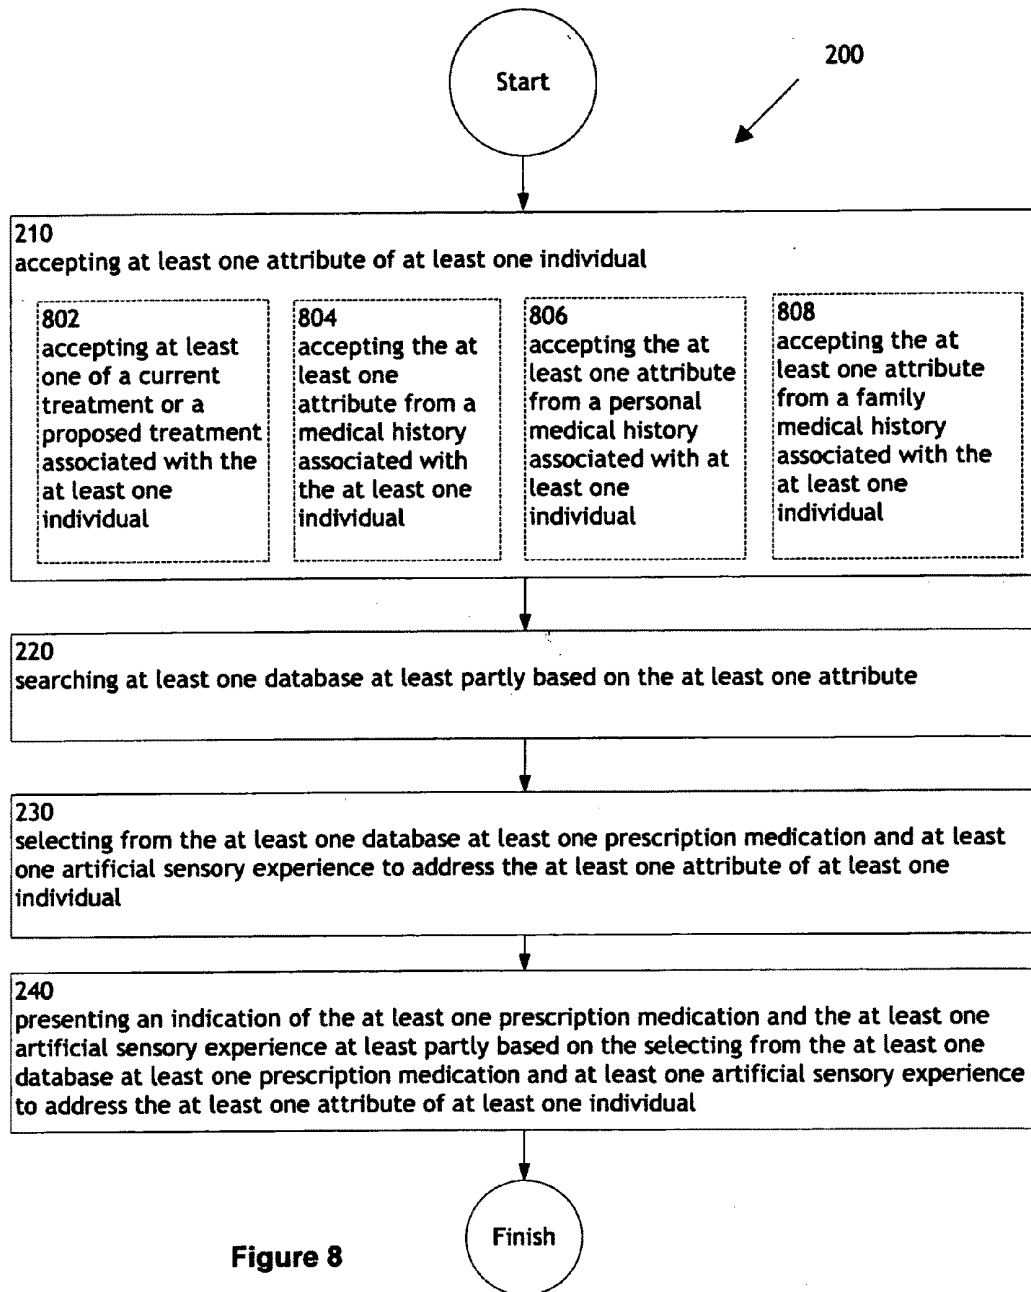 Start
200
210
accepting at least one attribute of at least one individual
802
accepting at least
one of a current
treatment or a
proposed treatment
associated with the
at least one
individual
804
accepting the at
least one
attribute from a
medical history
associated with
the at least one
individual
806
accepting the at
least one attribute
from a personal
medical history
associated with at
least one
individual
808
accepting the at
least one attribute
from a family
medical history
associated with the
at least one
individual
220
searching at least one database at least partly based on the at least one attribute
230
selecting from the at least one database at least one prescription medication and at least
one artificial sensory experience to address the at least one attribute of at least one
individual
240
presenting an indication of the at least one prescription medication and the at least one
artificial sensory experience at least partly based on the selecting from the at least one
database at least one prescription medication and at least one artificial sensory experience
to address the at least one attribute of at least one individual
Finish
Figure 8